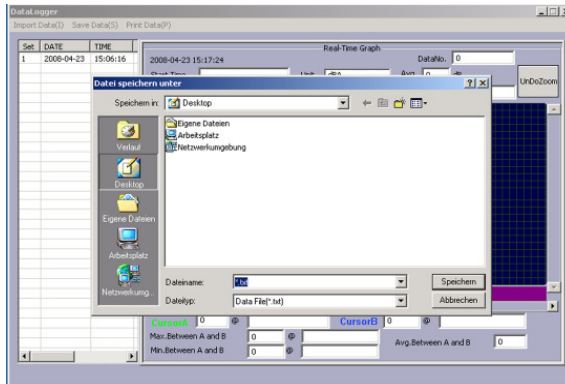 DataLogger
Import Data(I) Save Data(S) Print Data(P)
Set DATE TIME
1 2008-04-23 15:06:16
Real-Time Graph
2008-04-23 15:17:24
DataNo. 0
Start Time
Unit dBA
Avg 0 dB
UnDoZoom
Datei speichern unter
Speichern in: Desktop
Verlauf
Desktop
Eigene Dateien
Arbeitsplatz
Netzwerkumg...
Eigene Dateien
Arbeitsplatz
Netzwerkumgebung
Dateiname: *.txt
Speichern
Dateityp: Data File(*.txt)
Abbrechen
CursorA 0 @
CursorB 0 @
Max.Between A and B 0 @
Min.Between A and B 0 @
Avg.Between A and B 0